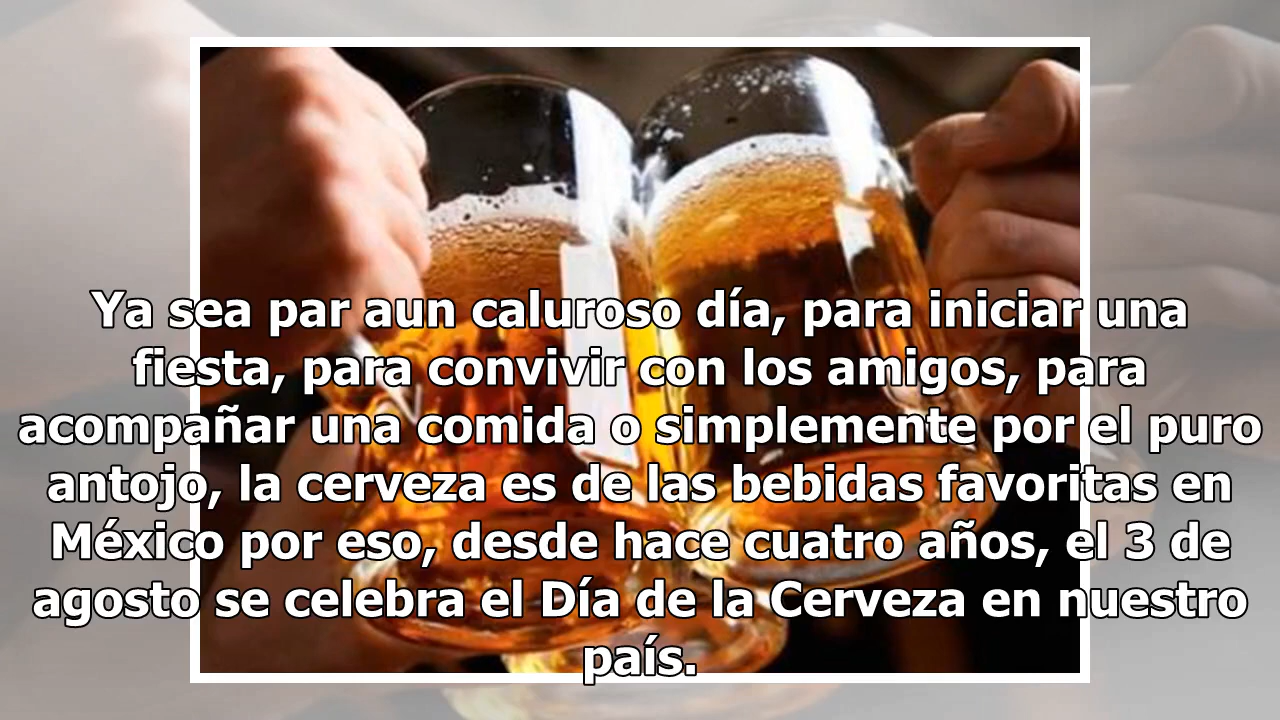 Ya sea par aun caluroso día, para iniciar una
fiesta, para convivir con los amigos, para
acompañar una comida o simplemente por el puro
antojo, la cerveza es de las bebidas favoritas en
México por eso, desde hace cuatro años, el 3 de
agosto se celebra el Día de la Cerveza en nuestro
país.